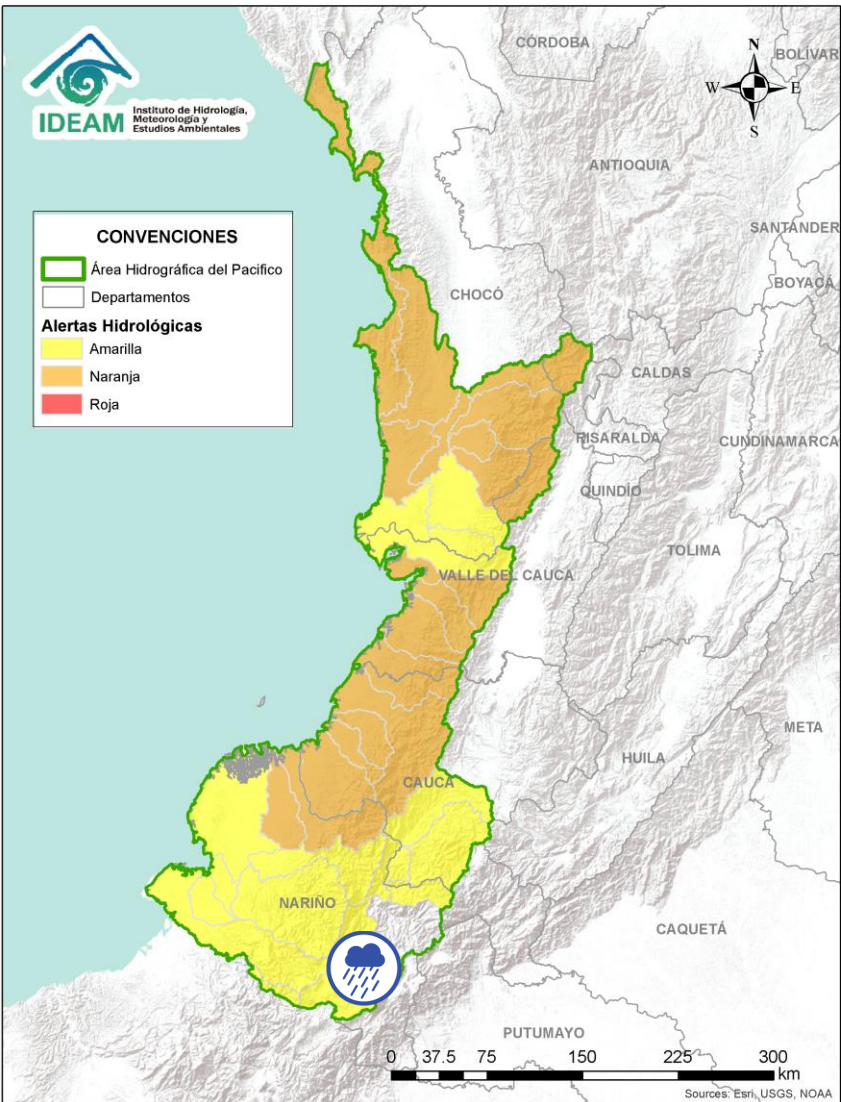 IDEAM
Instituto de Hidrología,
Meteorología y
Estudios Ambientales
N
W
E
S
CÓRDOBA
BOLÍVAR
ANTIOQUIA
SANTANDER
BOYACÁ
CHOCÓ
CONVENCIONES
Área Hidrográfica del Pacifico
Departamentos
Alertas Hidrológicas
Amarilla
Naranja
Roja
CALDAS
RISARALDA
CUNDINAMARCA
QUINDÍO
TOLIMA
VALLE DEL CAUCA
META
HUILA
CAUCA
NARIÑO
CAQUETÁ
PUTUMAYO
0 37.5 75 150 225 300
km
Sources: Esri, USGS, NOAA